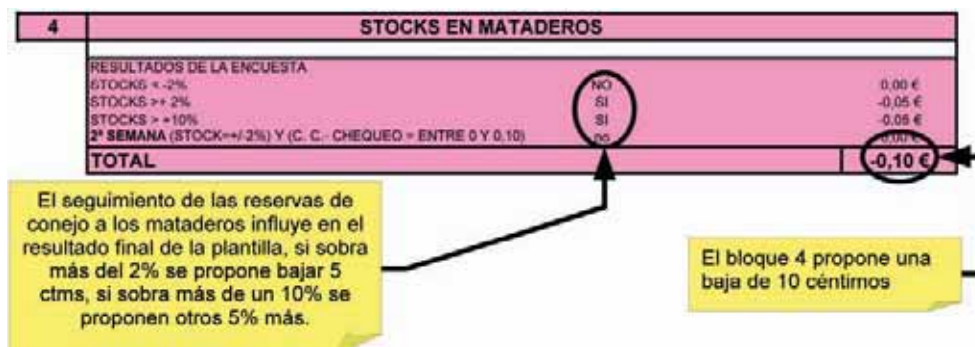 4 STOCKS EN MATADEROS
RESULTADOS DE LA ENCUESTA
STOCKS < -2% NO 0,00 €
STOCKS >+ 2% SI -0,05 €
STOCKS > +10% SI -0,05 €
2ª SEMANA (STOCK=+/-2%) Y (C. C.- CHEQUEO = ENTRE 0 Y 0,10) no 0,00 €
TOTAL -0,10 €
El seguimiento de las reservas de
conejo a los mataderos influye en el
resultado final de la plantilla, si sobra
más del 2% se propone bajar 5
ctms, si sobra más de un 10% se
proponen otros 5% más.
El bloque 4 propone una
baja de 10 céntimos